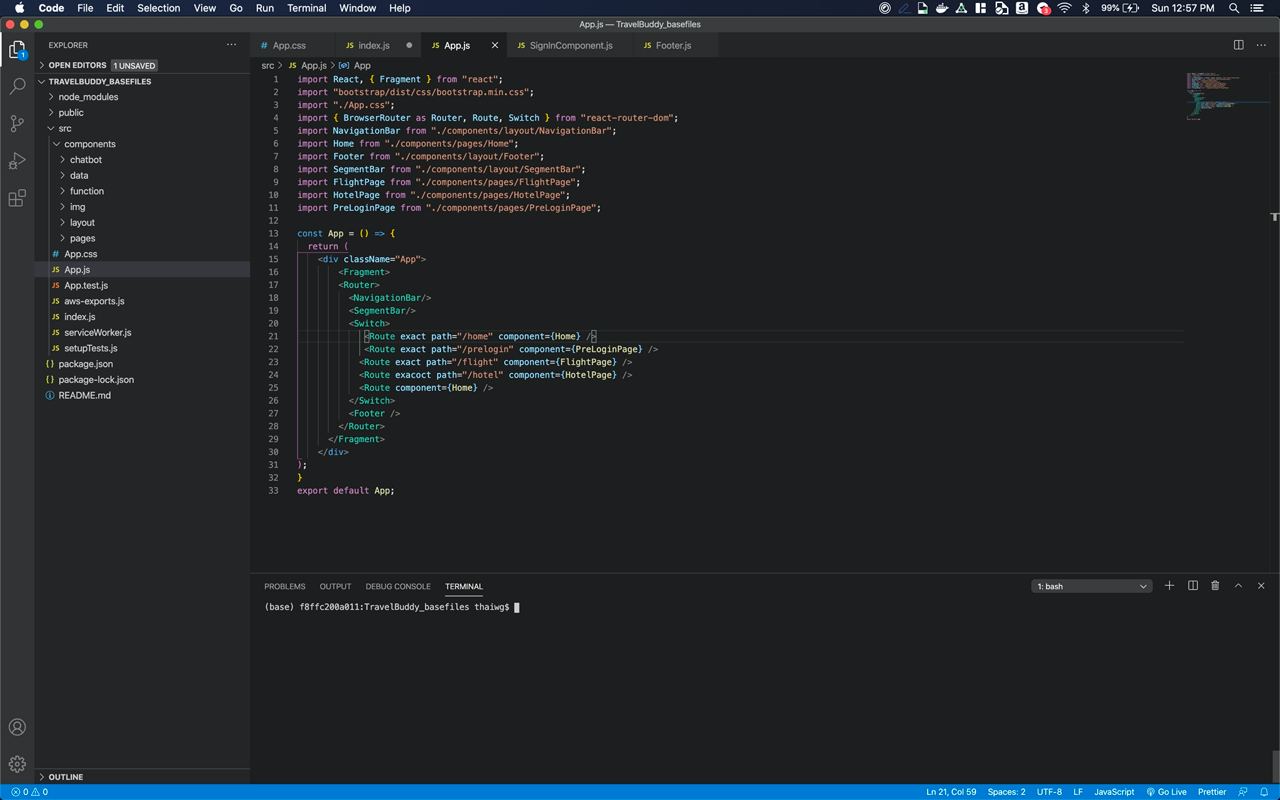 Code File Edit Selection View Go Run Terminal Window Help
99% Sun 12:57 PM
App.js — TravelBuddy_basefiles
EXPLORER
OPEN EDITORS 1 UNSAVED
TRAVELBUDDY_BASEFILES
node_modules
public
src
components
chatbot
data
function
img
layout
pages
# App.css
JS App.js
JS App.test.js
JS aws-exports.js
JS index.js
JS serviceWorker.js
JS setupTests.js
{} package.json
{} package-lock.json
README.md
OUTLINE
# App.css JS index.js JS App.js JS SignInComponent.js JS Footer.js
src > JS App.js > App
1 import React, { Fragment } from "react";
2 import "bootstrap/dist/css/bootstrap.min.css";
3 import "./App.css";
4 import { BrowserRouter as Router, Route, Switch } from "react-router-dom";
5 import NavigationBar from "./components/layout/NavigationBar";
6 import Home from "./components/pages/Home";
7 import Footer from "./components/layout/Footer";
8 import SegmentBar from "./components/layout/SegmentBar";
9 import FlightPage from "./components/pages/FlightPage";
10 import HotelPage from "./components/pages/HotelPage";
11 import PreLoginPage from "./components/pages/PreLoginPage";
12
13 const App = () => {
14 return (
15 <div className="App">
16 <Fragment>
17 <Router>
18 <NavigationBar/>
19 <SegmentBar/>
20 <Switch>
21 <Route exact path="/home" component={Home} />
22 <Route exact path="/prelogin" component={PreLoginPage} />
23 <Route exact path="/flight" component={FlightPage} />
24 <Route exacoct path="/hotel" component={HotelPage} />
25 <Route component={Home} />
26 </Switch>
27 <Footer />
28 </Router>
29 </Fragment>
30 </div>
31 );
32 }
33 export default App;
PROBLEMS OUTPUT DEBUG CONSOLE TERMINAL
1: bash
(base) f8ffc200a011:TravelBuddy_basefiles thaiwg$
0 0 Ln 21, Col 59 Spaces: 2 UTF-8 LF JavaScript Go Live Prettier